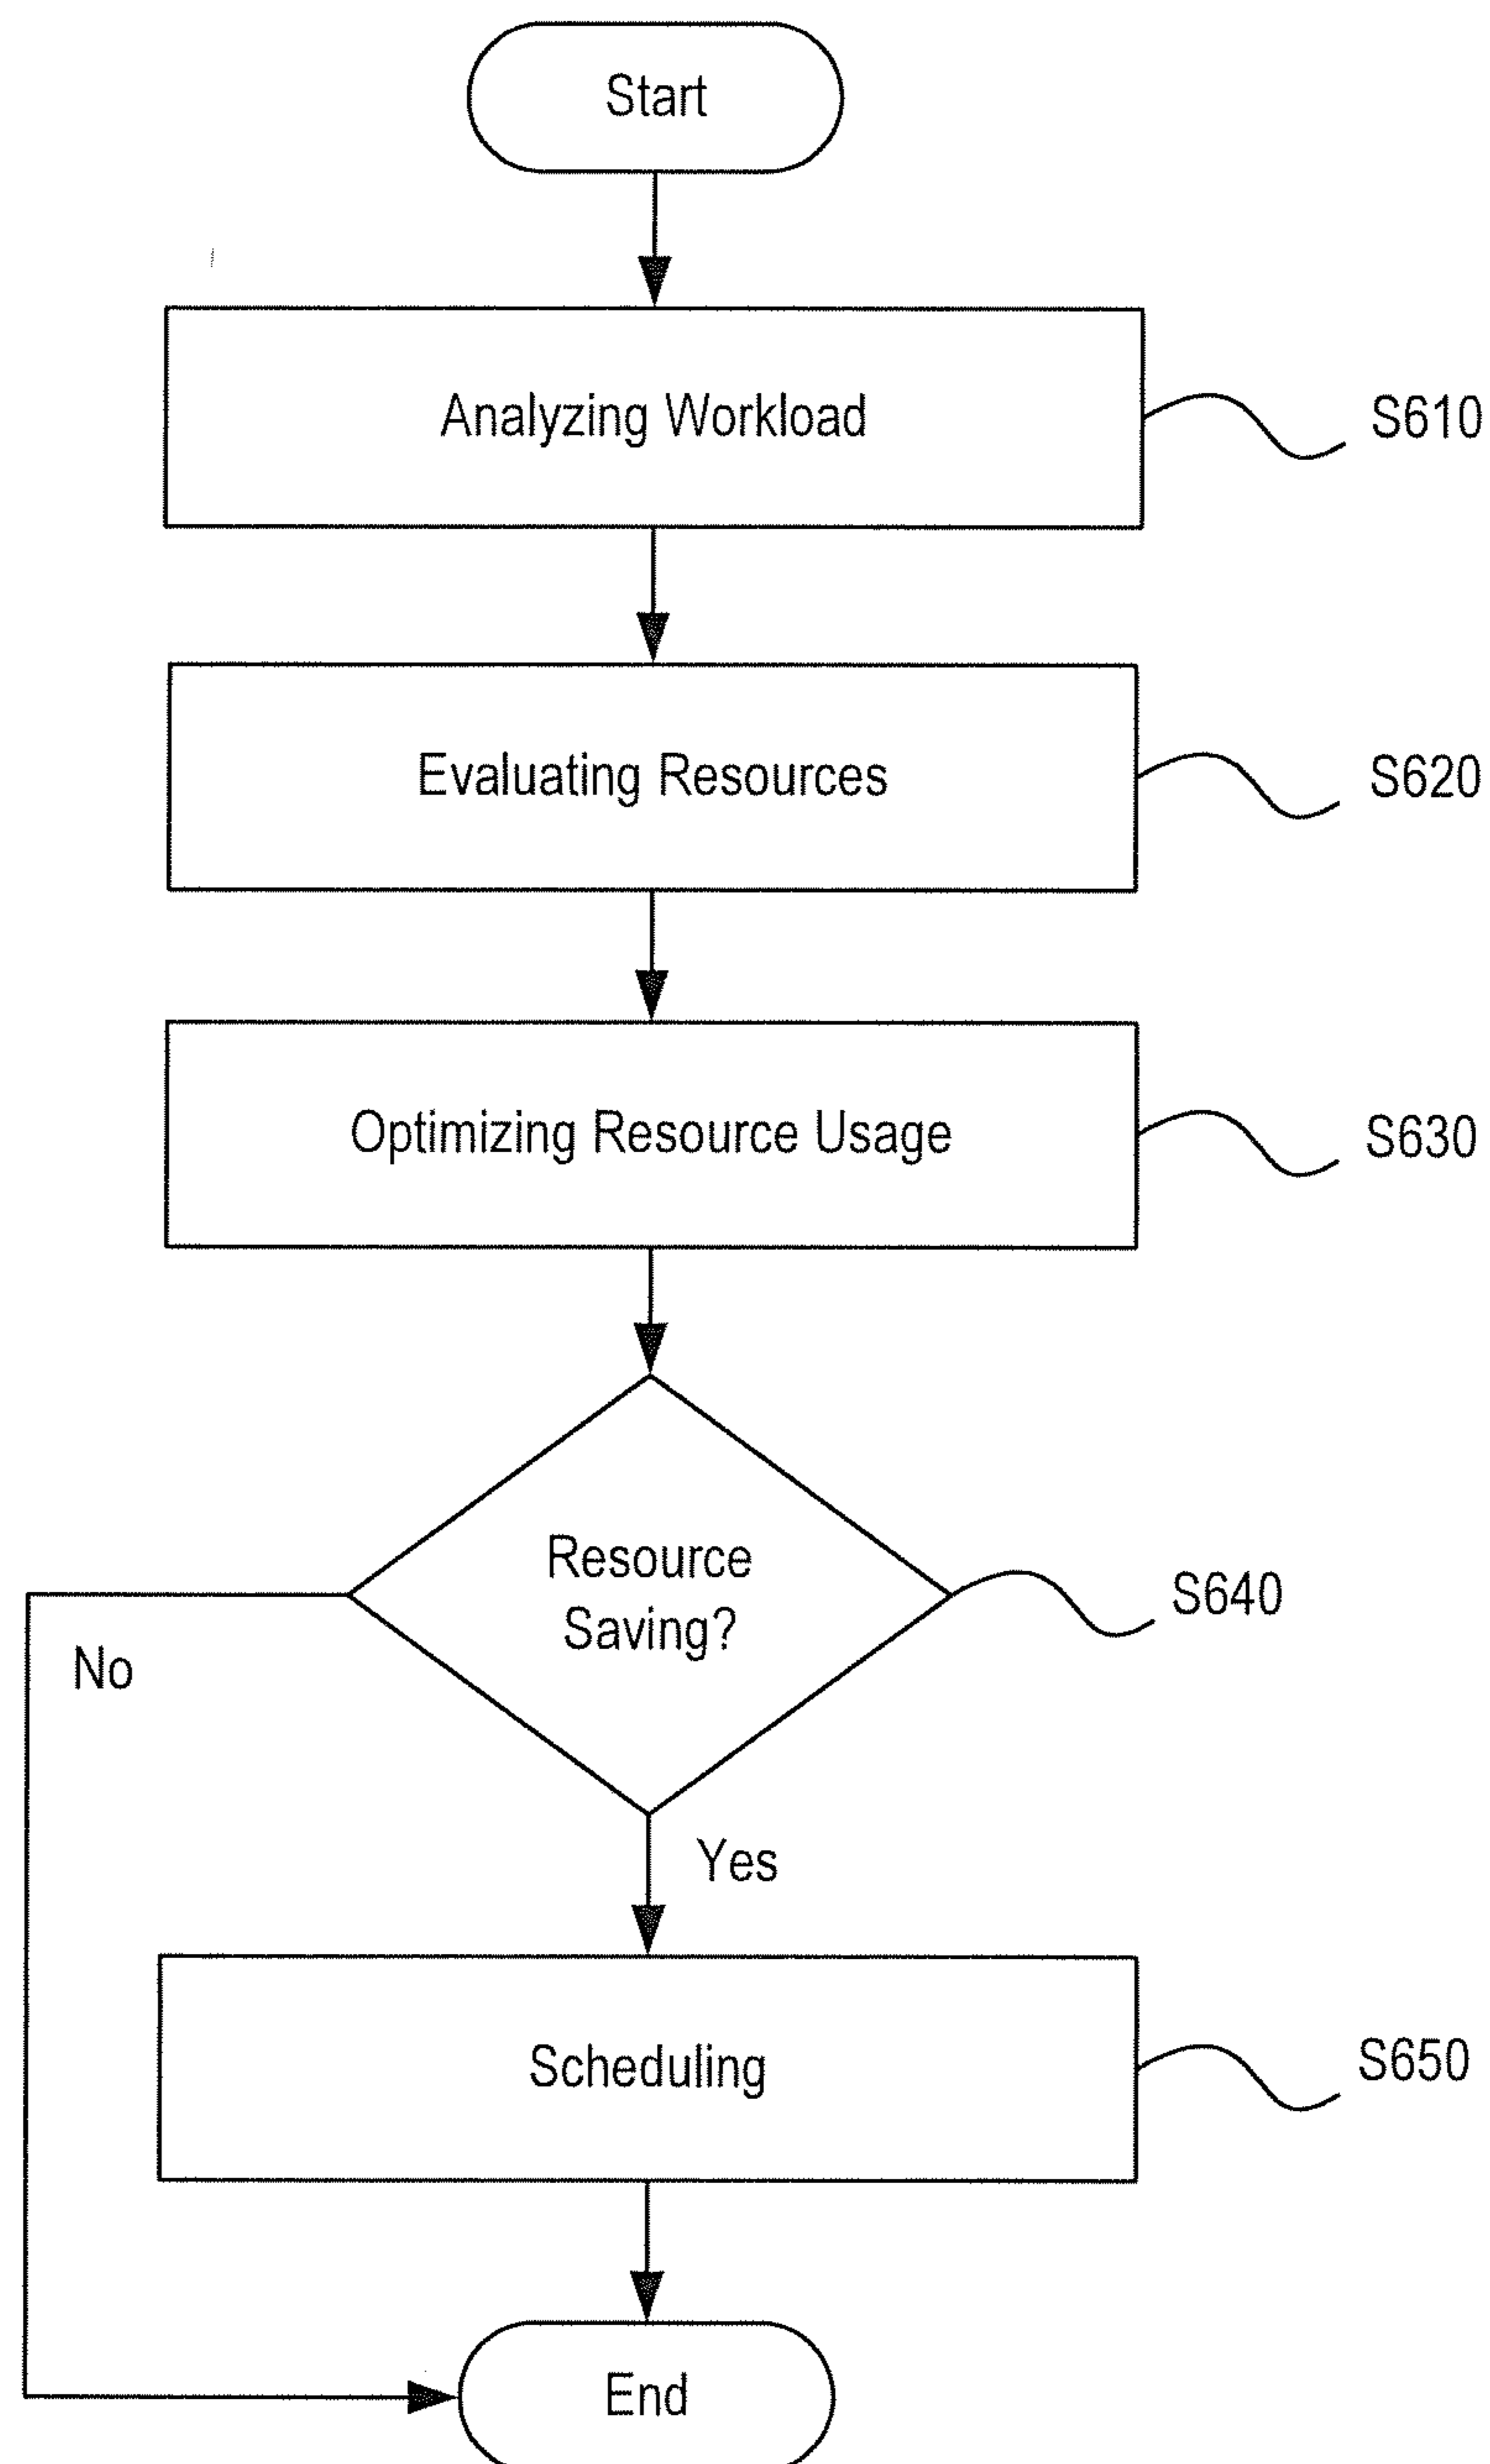 Start
Analyzing Workload
S610
Evaluating Resources
S620
Optimizing Resource Usage
S630
Resource
Saving?
S640
No
Yes
Scheduling
S650
End